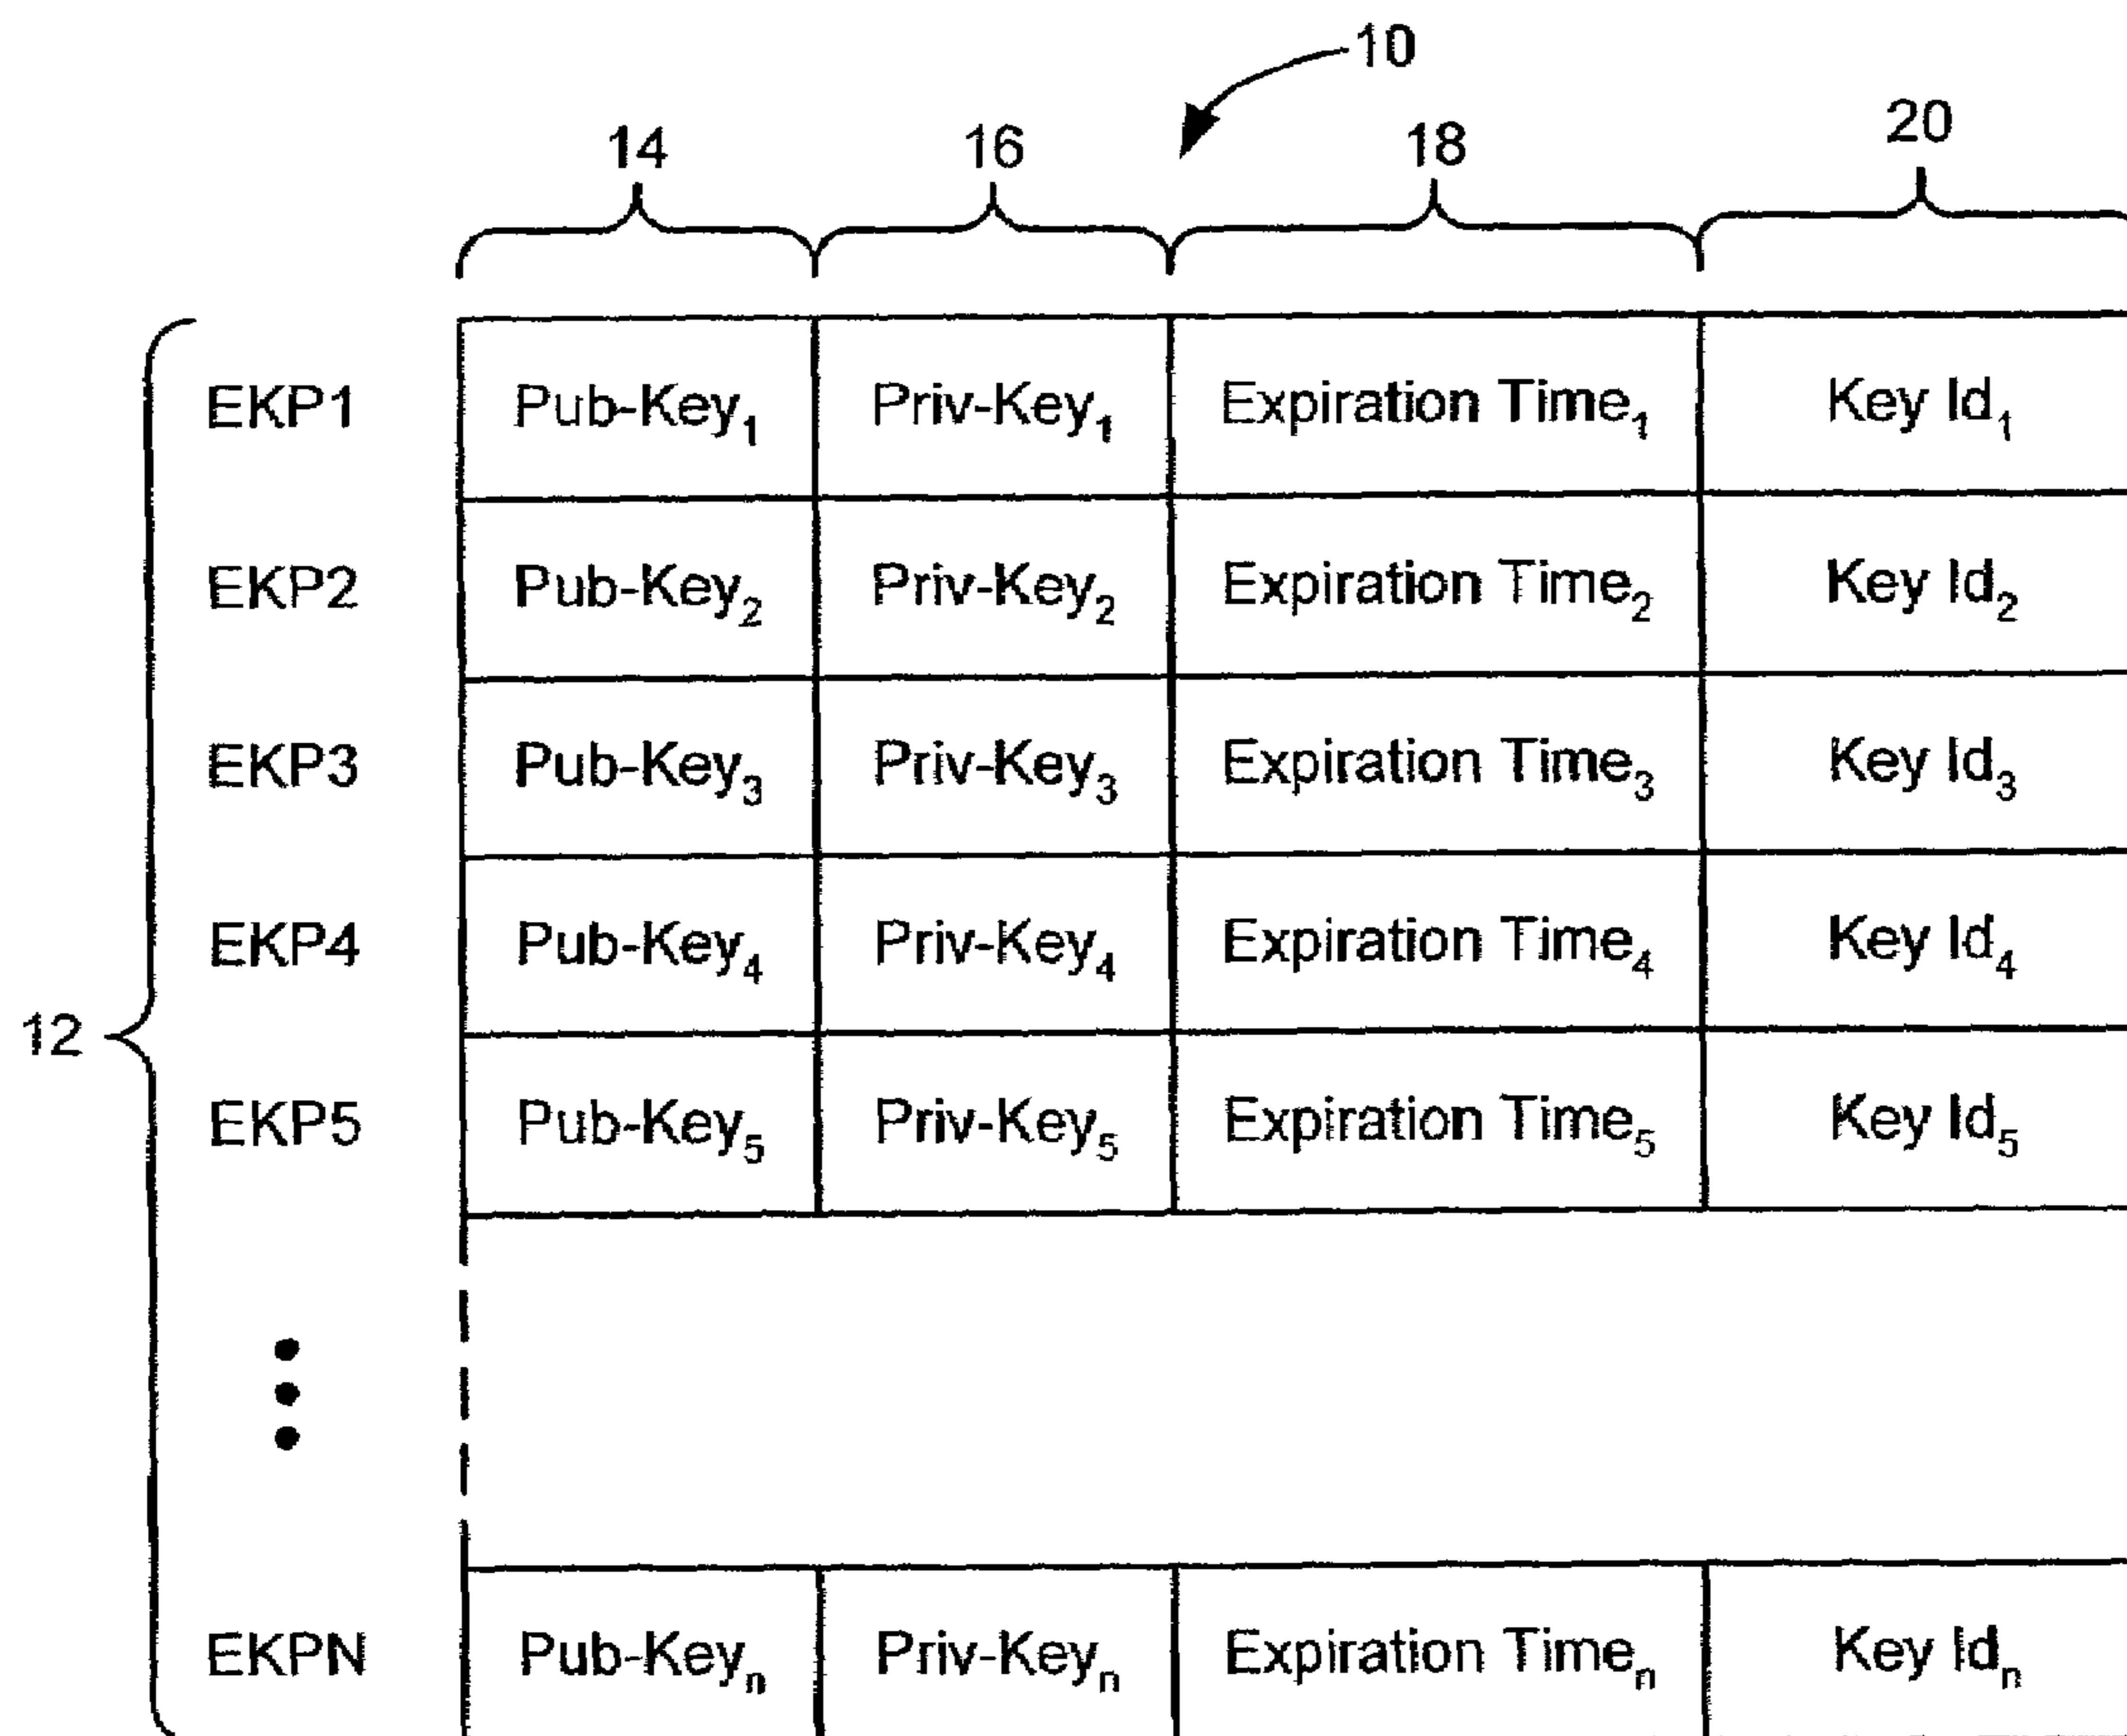 10
14 16 18 20
EKP1 Pub-Key₁ Priv-Key₁ Expiration Time₁ Key Id₁
EKP2 Pub-Key₂ Priv-Key₂ Expiration Time₂ Key Id₂
EKP3 Pub-Key₃ Priv-Key₃ Expiration Time₃ Key Id₃
EKP4 Pub-Key₄ Priv-Key₄ Expiration Time₄ Key Id₄
12
EKP5 Pub-Key₅ Priv-Key₅ Expiration Time₅ Key Id₅
EKPN Pub-Keyₙ Priv-Keyₙ Expiration Timeₙ Key Idₙ